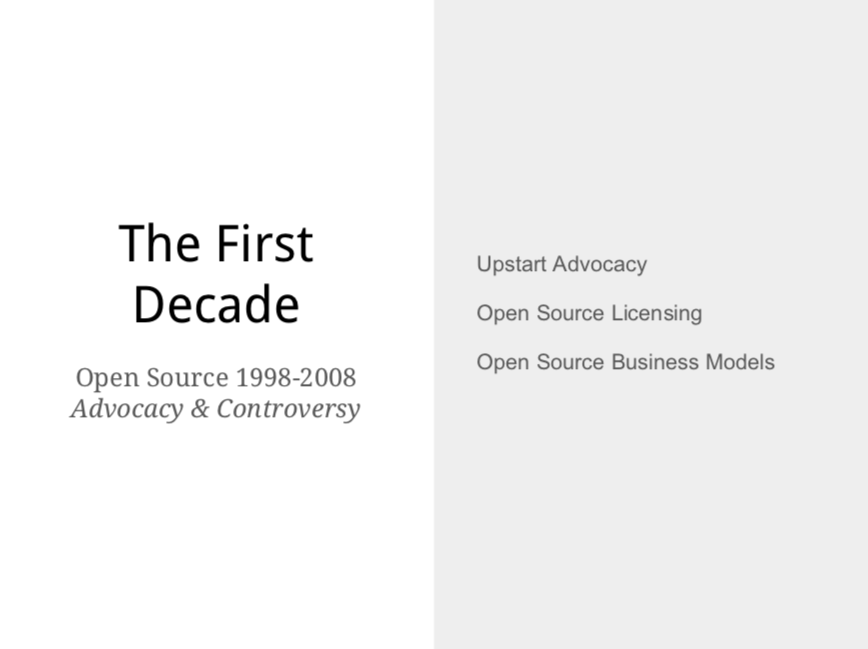 The First
Decade
Open Source 1998-2008
Advocacy & Controversy
Upstart Advocacy
Open Source Licensing
Open Source Business Models